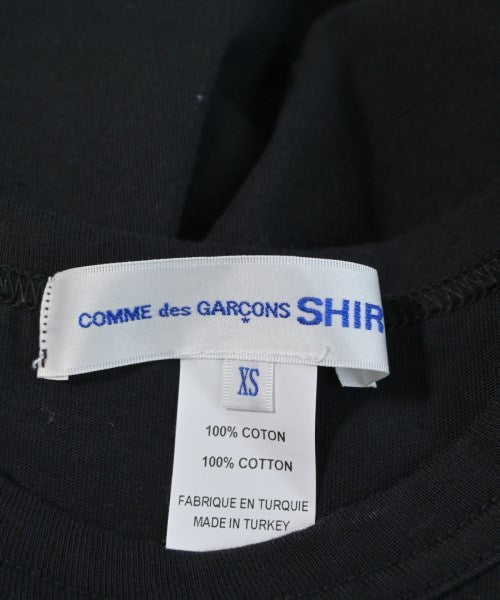 COMME des GARÇONS SHIR
XS
100% COTON
100% COTTON
FABRIQUE EN TURQUIE
MADE IN TURKEY